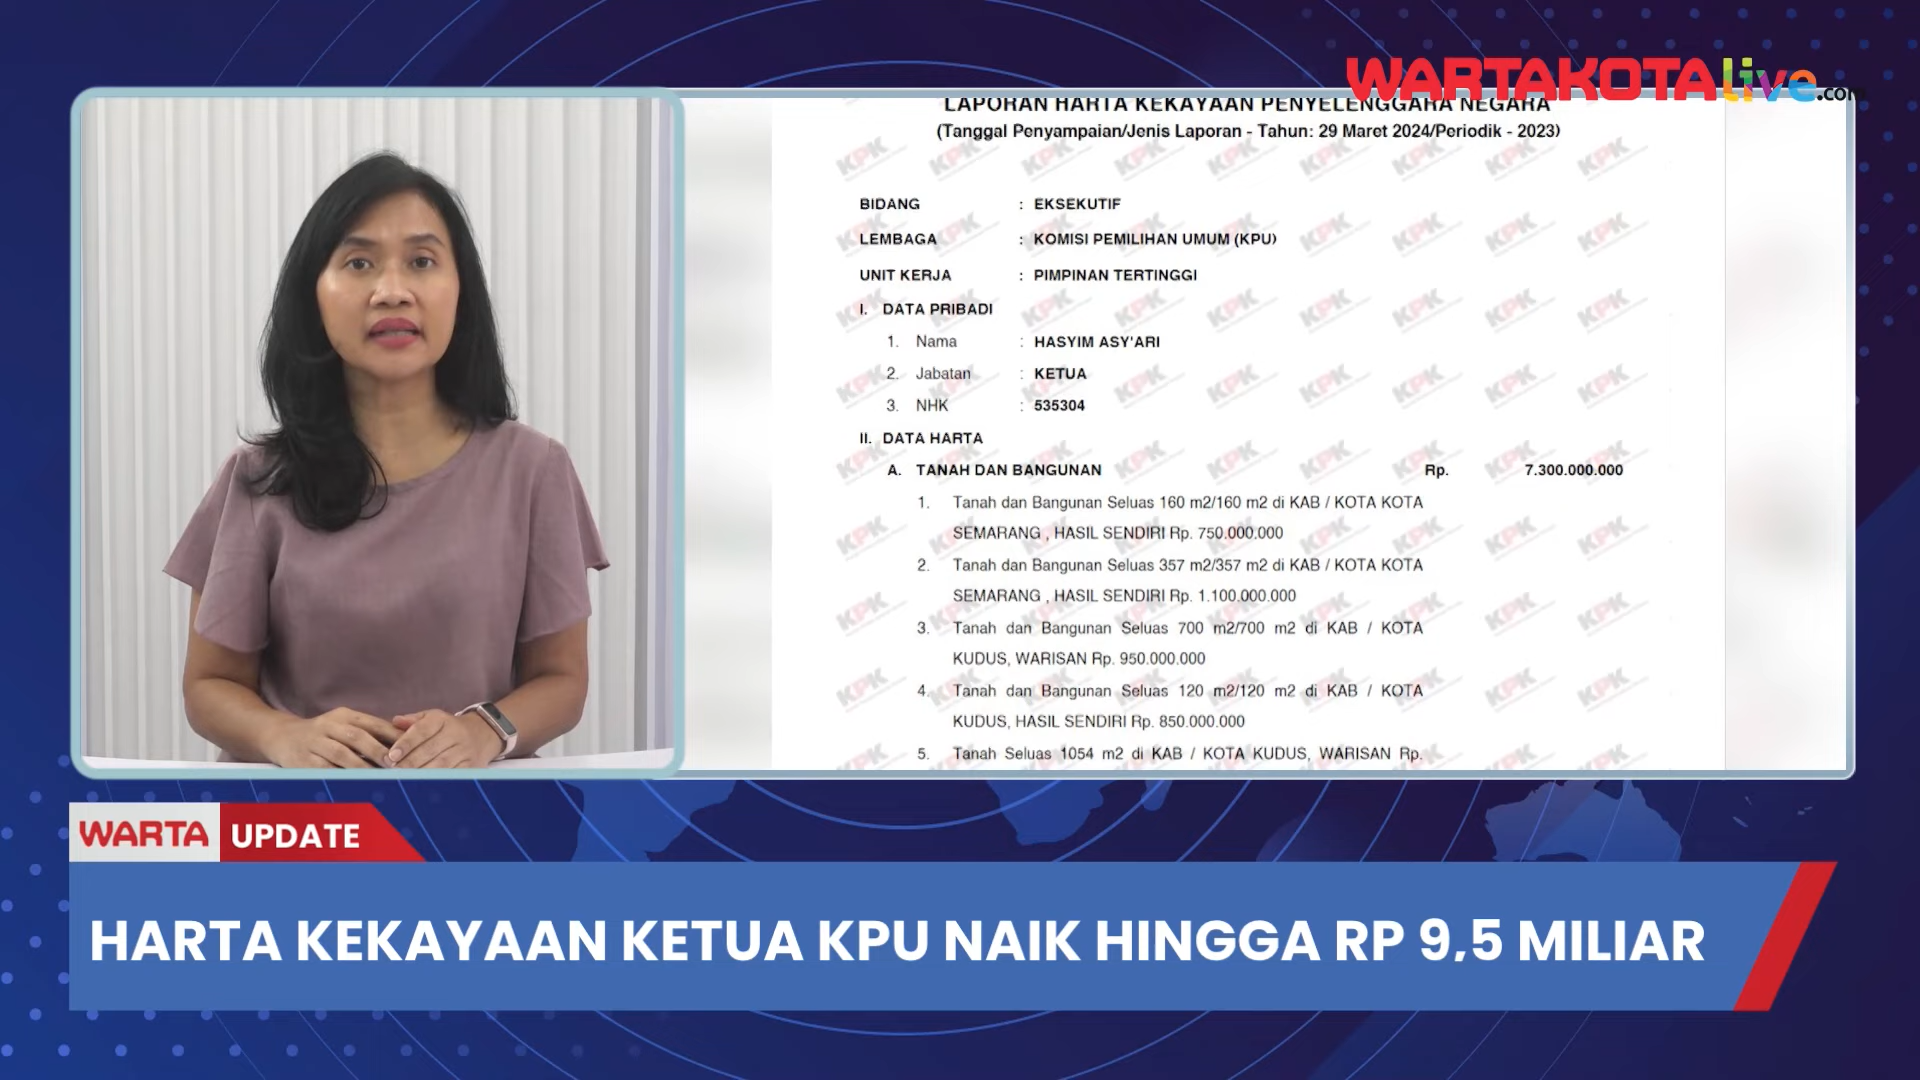 WARTAKOTAlive.com
LAPORAN HARTA KEKAYAAN PENYELENGGARA NEGARA
(Tanggal Penyampaian/Jenis Laporan - Tahun: 29 Maret 2024/Periodik - 2023)
BIDANG : EKSEKUTIF
LEMBAGA : KOMISI PEMILIHAN UMUM (KPU)
UNIT KERJA : PIMPINAN TERTINGGI
I. DATA PRIBADI
1. Nama : HASYIM ASY'ARI
2. Jabatan : KETUA
3. NHK : 535304
II. DATA HARTA
A. TANAH DAN BANGUNAN Rp. 7.300.000.000
1. Tanah dan Bangunan Seluas 160 m2/160 m2 di KAB / KOTA KOTA
SEMARANG , HASIL SENDIRI Rp. 750.000.000
2. Tanah dan Bangunan Seluas 357 m2/357 m2 di KAB / KOTA KOTA
SEMARANG , HASIL SENDIRI Rp. 1.100.000.000
3. Tanah dan Bangunan Seluas 700 m2/700 m2 di KAB / KOTA
KUDUS, WARISAN Rp. 950.000.000
4. Tanah dan Bangunan Seluas 120 m2/120 m2 di KAB / KOTA
KUDUS, HASIL SENDIRI Rp. 850.000.000
5. Tanah Seluas 1054 m2 di KAB / KOTA KUDUS, WARISAN Rp.
WARTA UPDATE
HARTA KEKAYAAN KETUA KPU NAIK HINGGA RP 9,5 MILIAR